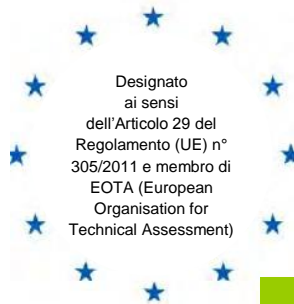 Designato
ai sensi
dell'Articolo 29 del
Regolamento (UE) n°
305/2011 e membro di
EOTA (European
Organisation for
Technical Assessment)